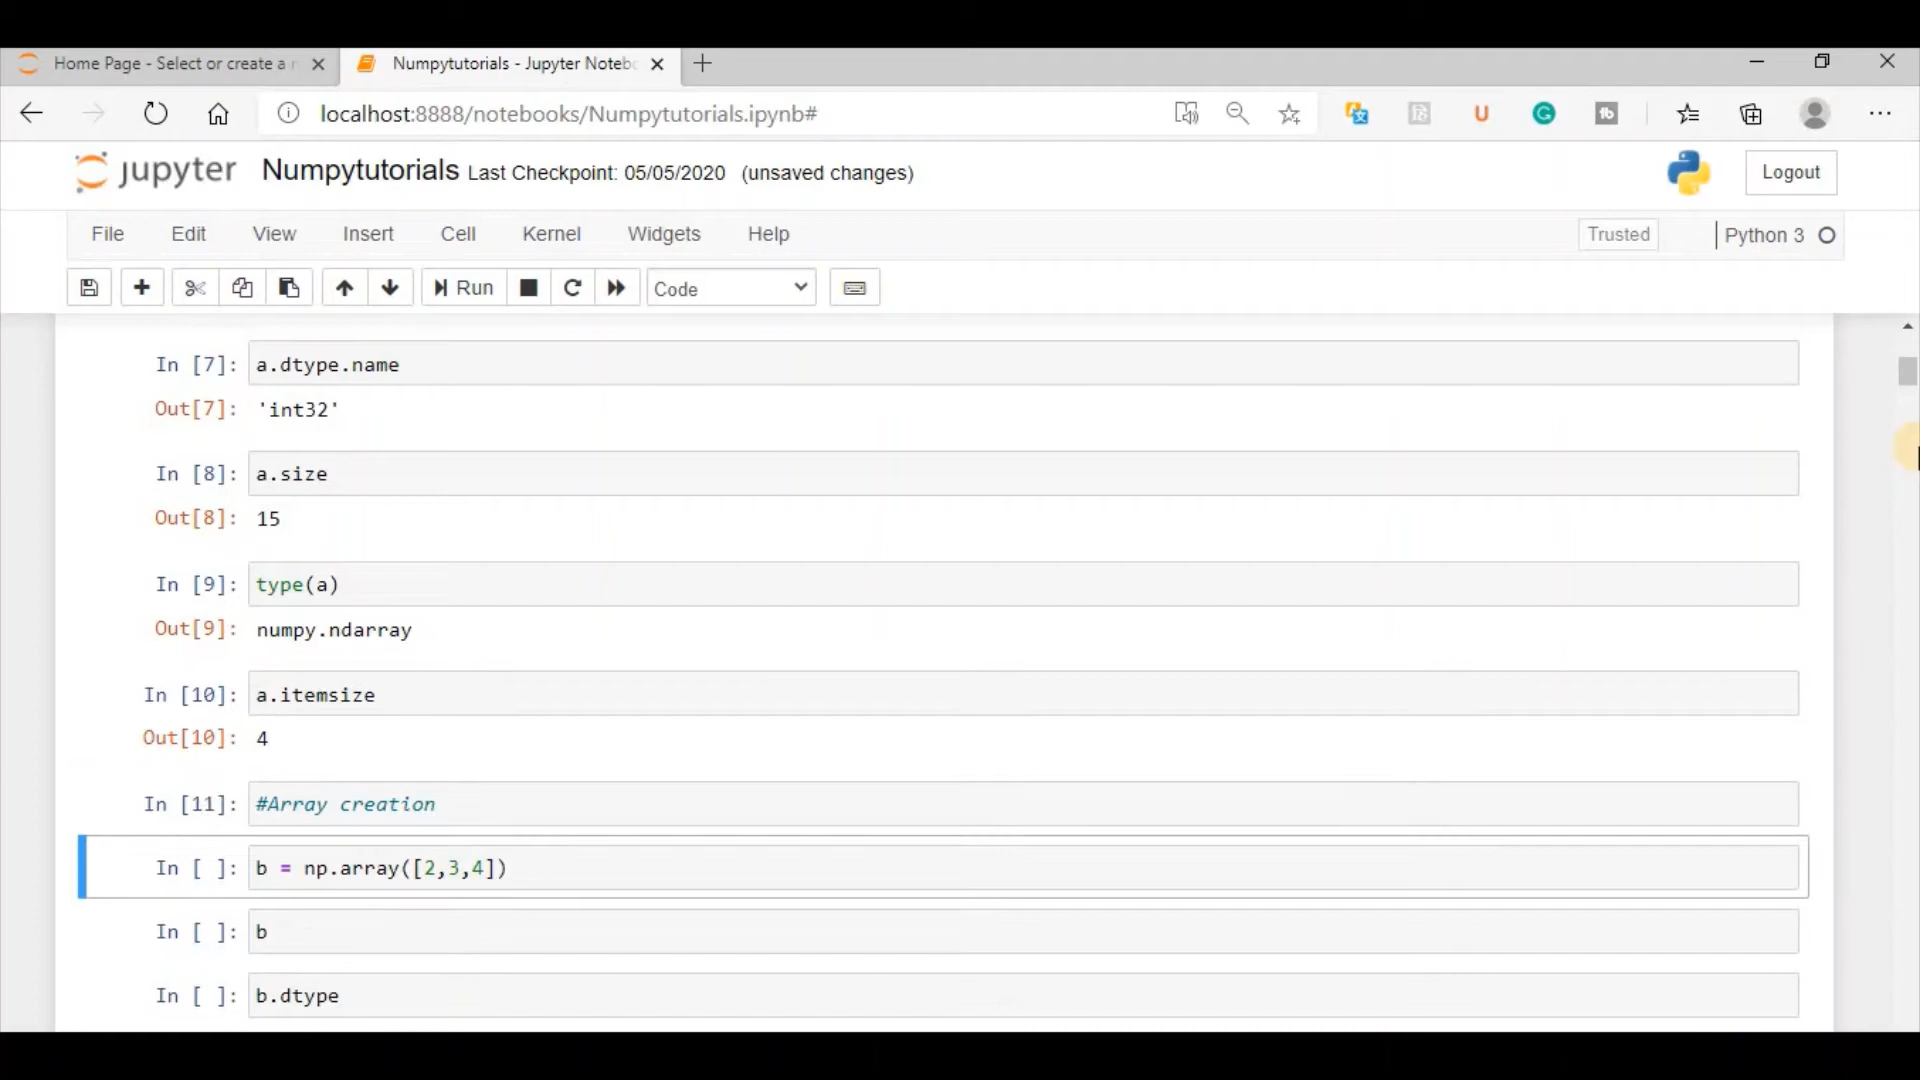 Home Page - Select or create a n
Numpytutorials - Jupyter Noteb
localhost:8888/notebooks/Numpytutorials.ipynb#
jupyter Numpytutorials Last Checkpoint: 05/05/2020 (unsaved changes)
Logout
File Edit View Insert Cell Kernel Widgets Help
Trusted
Python 3
Run
Code
In [7]: a.dtype.name
Out[7]: 'int32'
In [8]: a.size
Out[8]: 15
In [9]: type(a)
Out[9]: numpy.ndarray
In [10]: a.itemsize
Out[10]: 4
In [11]: #Array creation
In [ ]: b = np.array([2,3,4])
In [ ]: b
In [ ]: b.dtype